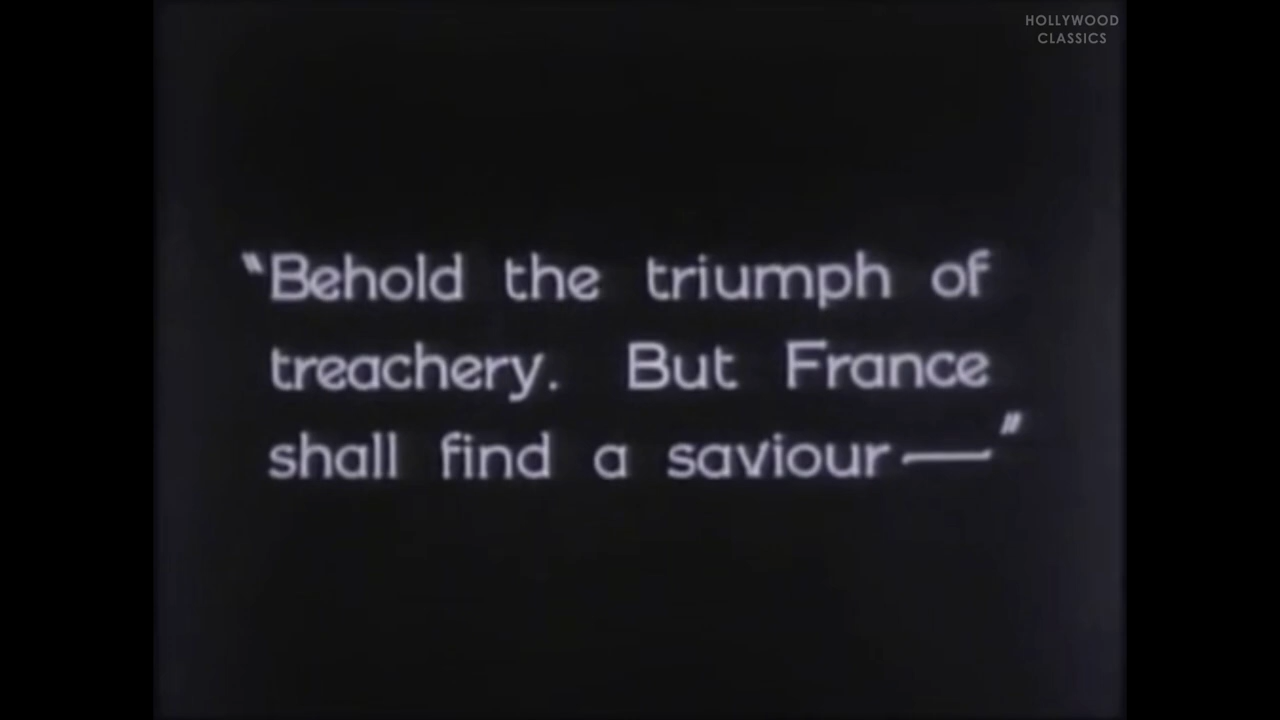 HOLLYWOOD
CLASSICS
"Behold the triumph of
treachery. But France
shall find a saviour—"